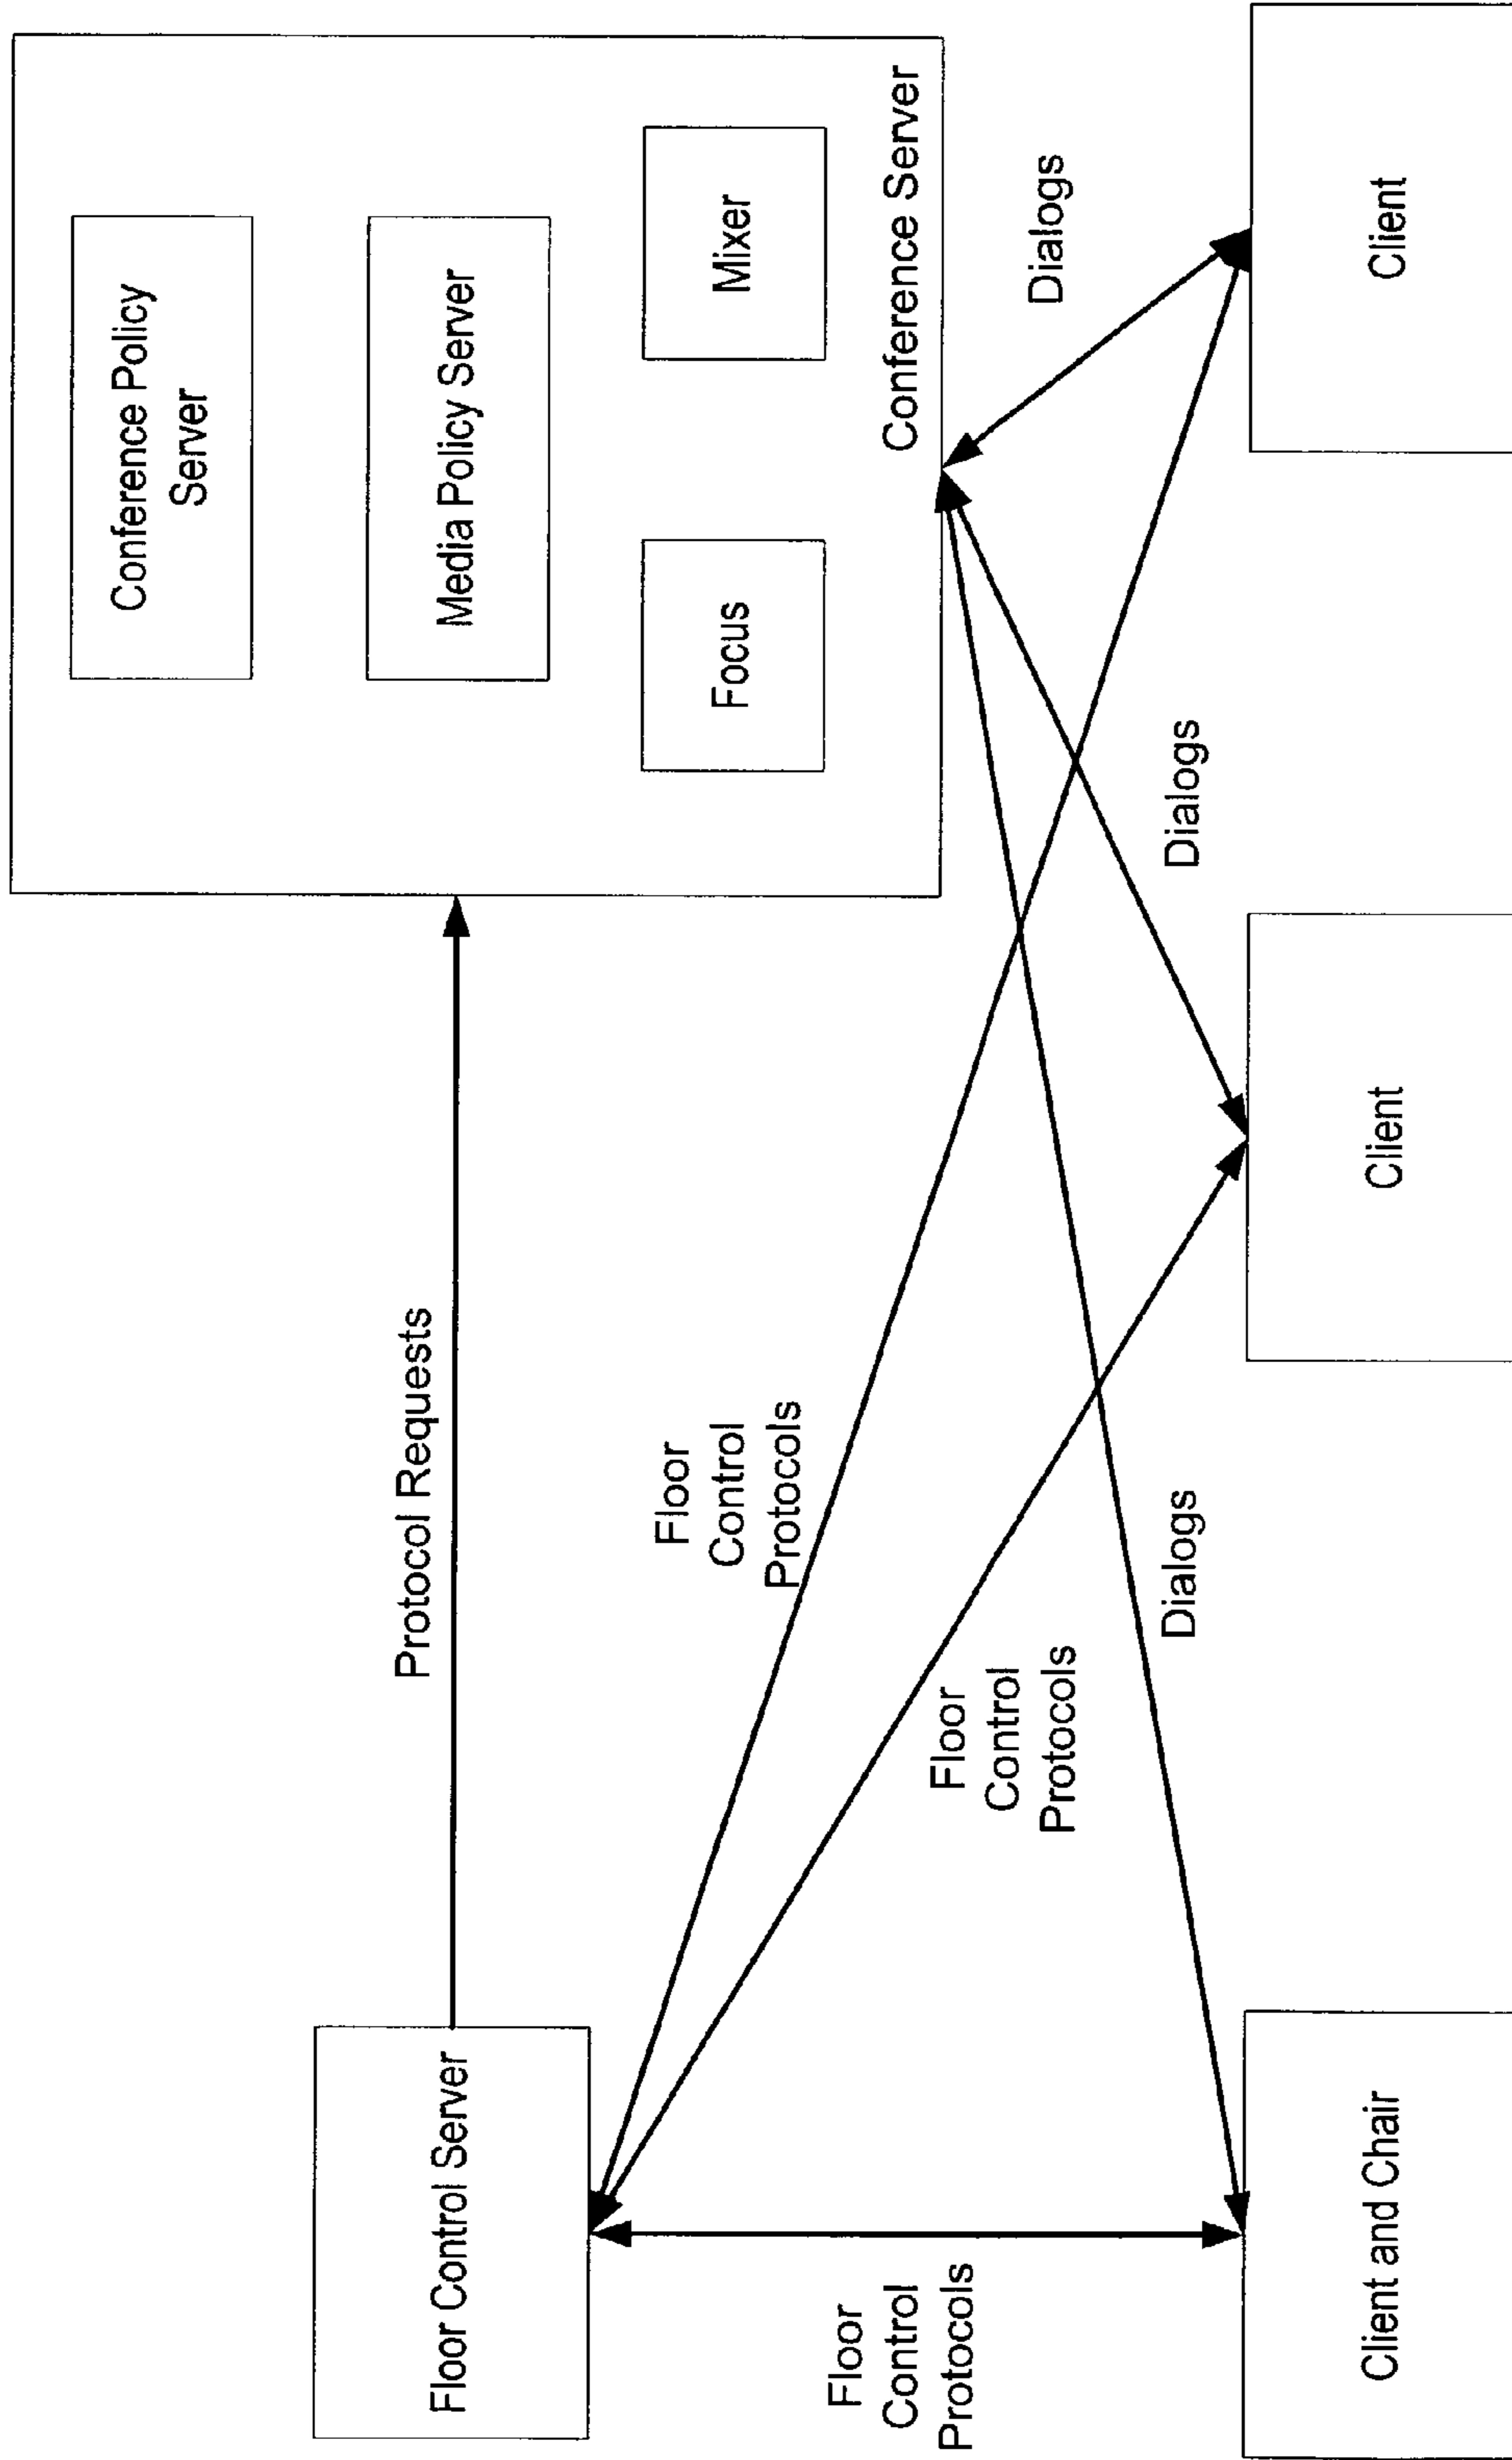 Conference Policy
Server
Media Policy Server
Focus
Mixer
Conference Server
Floor Control Server
Protocol Requests
Floor
Control
Protocols
Floor
Control
Protocols
Floor
Control
Protocols
Dialogs
Dialogs
Dialogs
Client and Chair
Client
Client